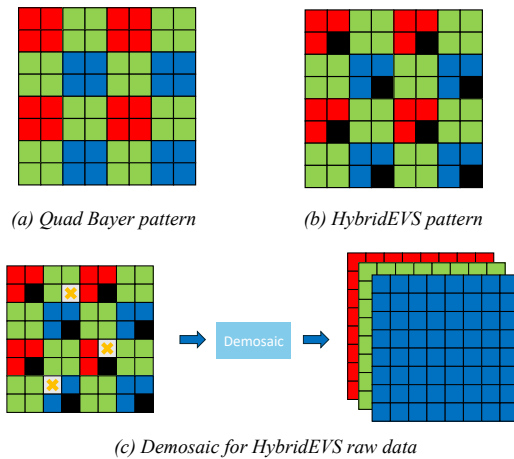 (a) Quad Bayer pattern
(b) HybridEVS pattern
Demosaic
(c) Demosaic for HybridEVS raw data